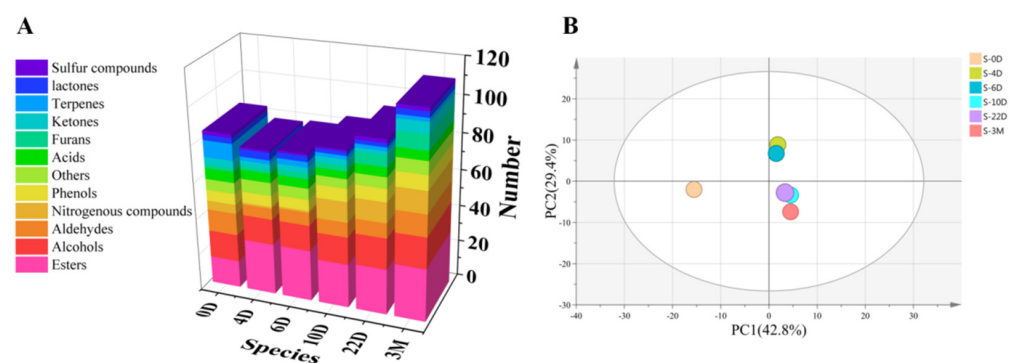 A
Sulfur compounds
lactones
Terpenes
Ketones
Furans
Acids
Others
Phenols
Nitrogenous compounds
Aldehydes
Alcohols
Esters
120
100
80
60
40
20
0
Number
0D
4D
6D
10D
22D
3M
Species
B
S-0D
S-4D
S-6D
S-10D
S-22D
S-3M
20
10
0
-10
-20
-30
PC2(29.4%)
-40
-30
-20
-10
0
10
20
30
PC1(42.8%)